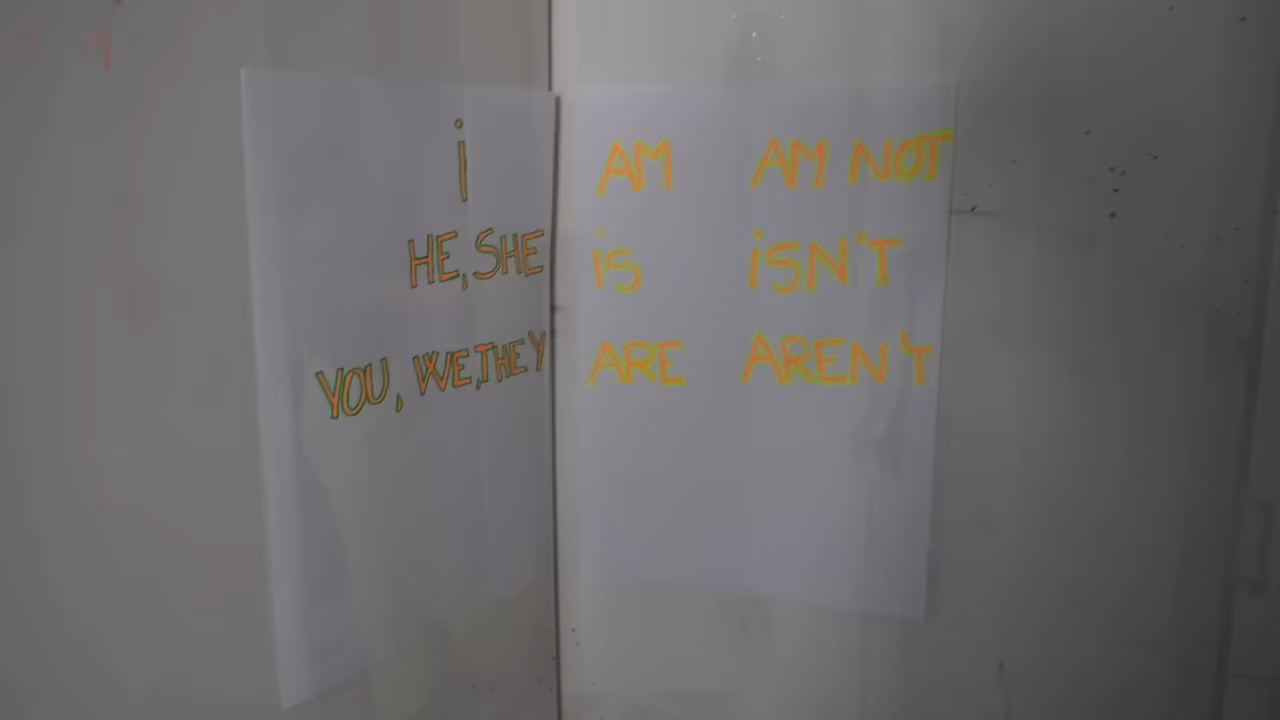 i AM AM NOT
HE, SHE iS iSN'T
YOU, WE, THEY ARE AREN'T